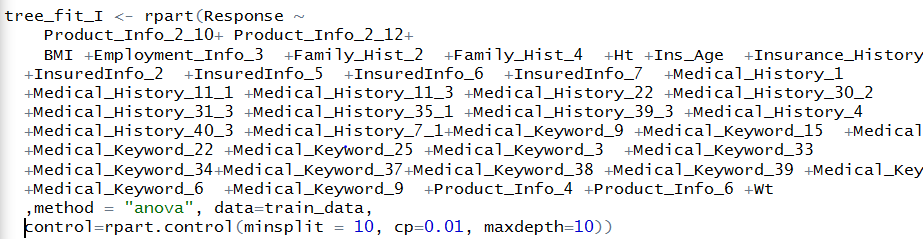 tree_fit_I <- rpart(Response ~
Product_Info_2_10+ Product_Info_2_12+
BMI +Employment_Info_3 +Family_Hist_2 +Family_Hist_4 +Ht +Ins_Age +Insurance_History
+InsuredInfo_2 +InsuredInfo_5 +InsuredInfo_6 +InsuredInfo_7 +Medical_History_1
+Medical_History_11_1 +Medical_History_11_3 +Medical_History_22 +Medical_History_30_2
+Medical_History_31_3 +Medical_History_35_1 +Medical_History_39_3 +Medical_History_4
+Medical_History_40_3 +Medical_History_7_1+Medical_Keyword_9 +Medical_Keyword_15 +Medical
+Medical_Keyword_22 +Medical_Keyword_25 +Medical_Keyword_3 +Medical_Keyword_33
+Medical_Keyword_34+Medical_Keyword_37+Medical_Keyword_38 +Medical_Keyword_39 +Medical_Key
+Medical_Keyword_6 +Medical_Keyword_9 +Product_Info_4 +Product_Info_6 +Wt
,method = "anova", data=train_data,
control=rpart.control(minsplit = 10, cp=0.01, maxdepth=10))